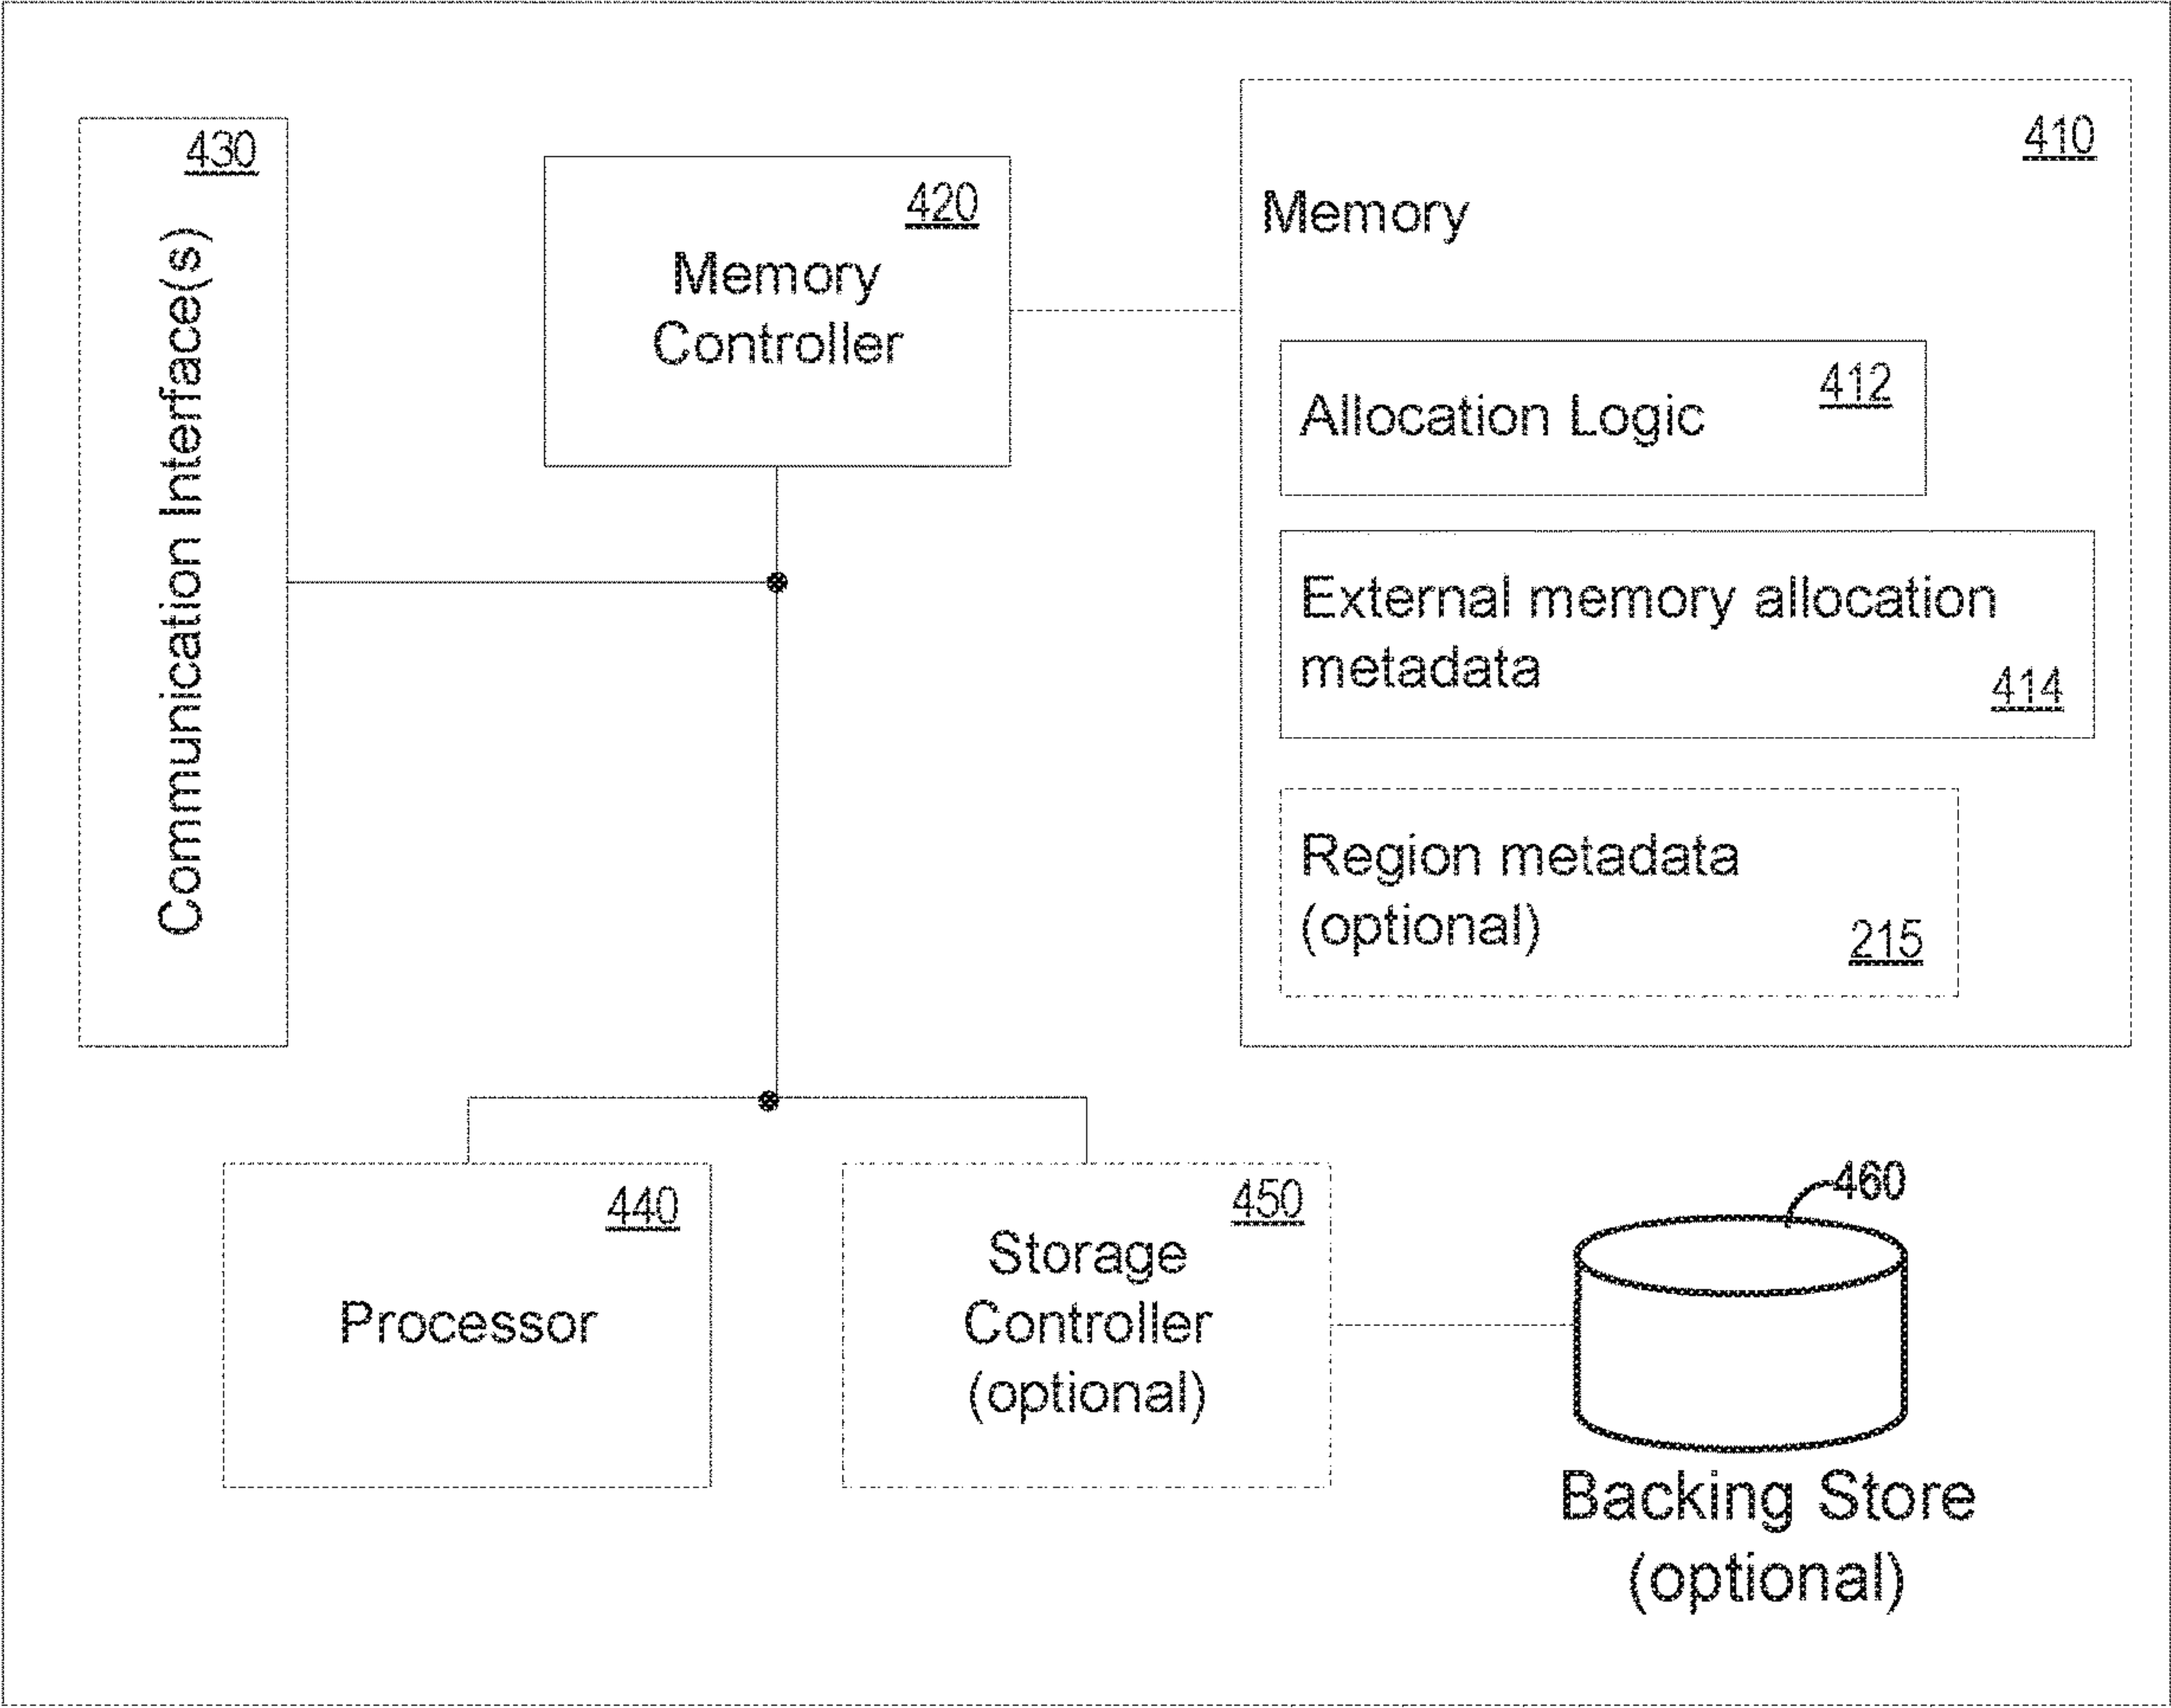 430
Communication Interface(s)
420
Memory
Controller
410
Memory
412
Allocation Logic
External memory allocation
metadata
414
Region metadata
(optional)
215
440
Processor
450
Storage
Controller
(optional)
460
Backing Store
(optional)